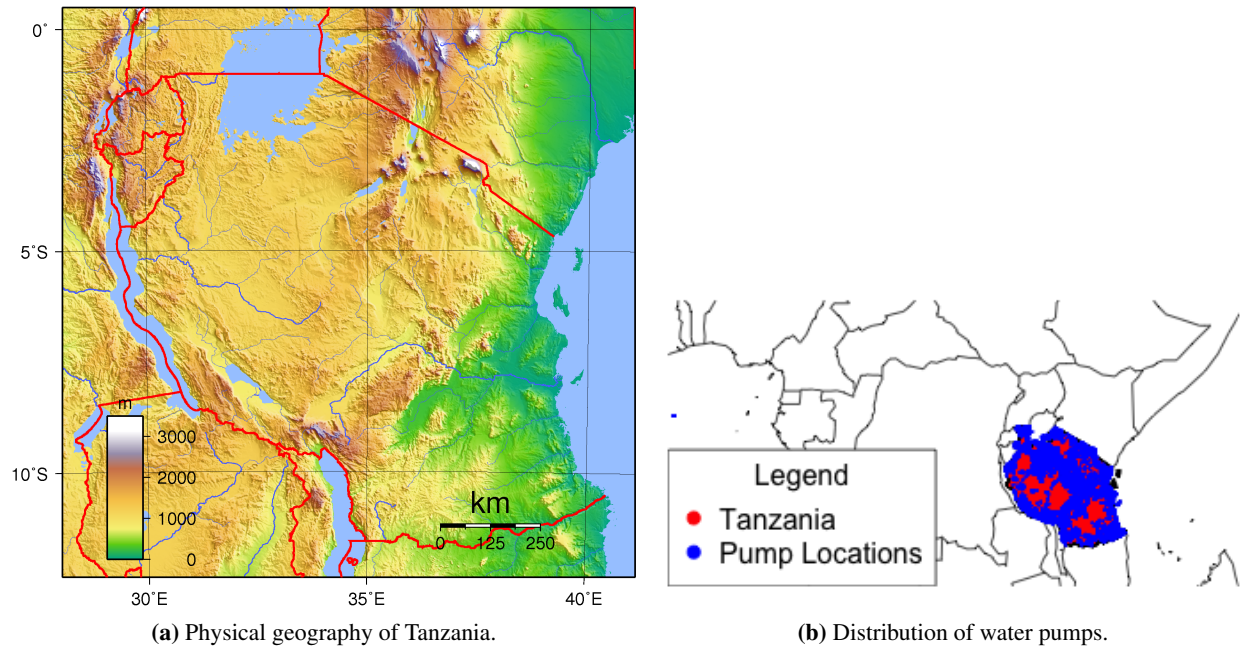 0°
5°S
10°S
m
3000
2000
1000
0
km
0 125 250
30°E 35°E 40°E
(a) Physical geography of Tanzania.
Legend
Tanzania
Pump Locations
(b) Distribution of water pumps.